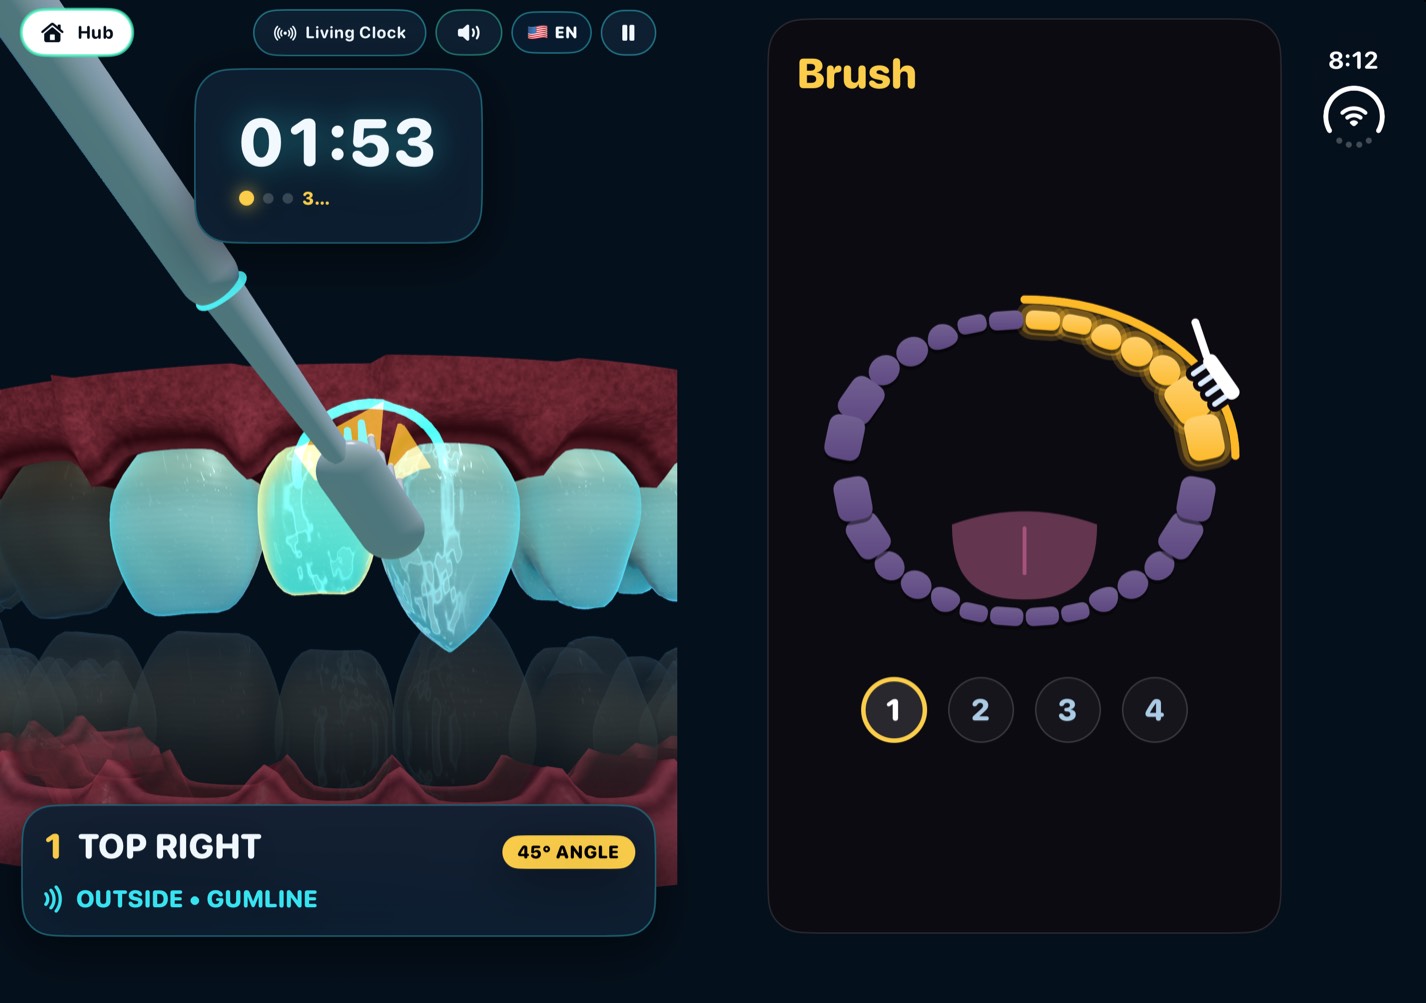 Hub
Living Clock
EN
01:53
3...
1 TOP RIGHT
45° ANGLE
OUTSIDE • GUMLINE
Brush
8:12
1
2
3
4